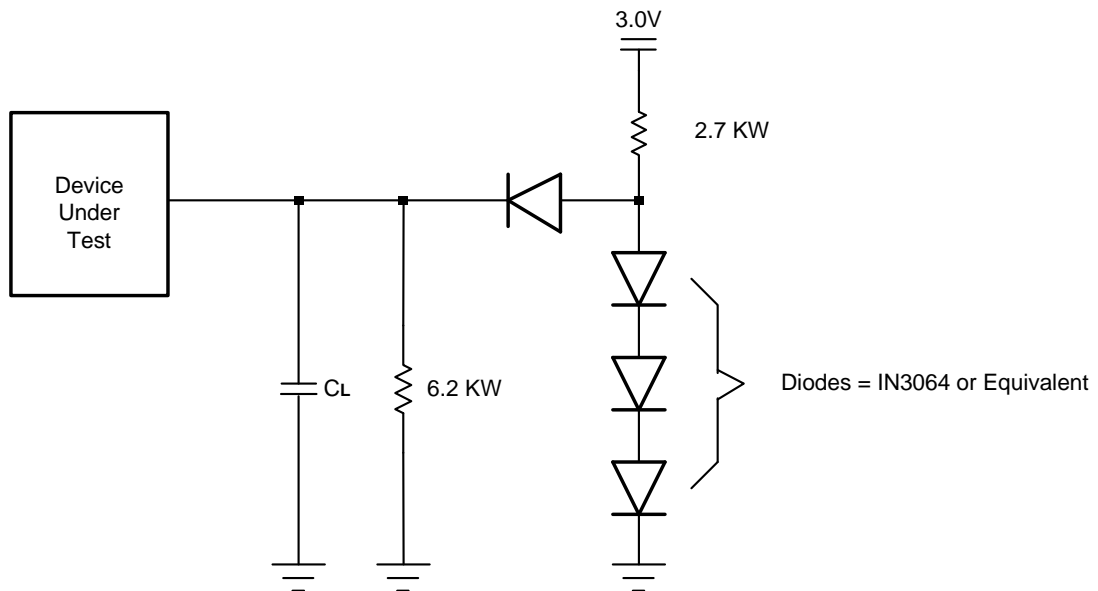 3.0V
2.7 KW
Device
Under
Test
CL
6.2 KW
Diodes = IN3064 or Equivalent